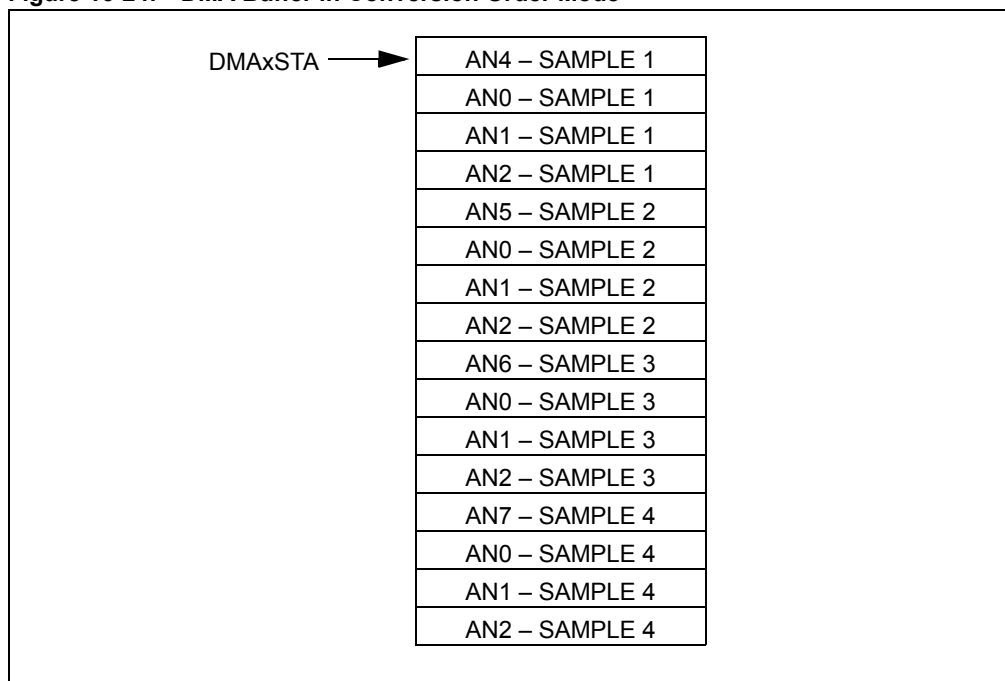 DMAxSTA
AN4 – SAMPLE 1
AN0 – SAMPLE 1
AN1 – SAMPLE 1
AN2 – SAMPLE 1
AN5 – SAMPLE 2
AN0 – SAMPLE 2
AN1 – SAMPLE 2
AN2 – SAMPLE 2
AN6 – SAMPLE 3
AN0 – SAMPLE 3
AN1 – SAMPLE 3
AN2 – SAMPLE 3
AN7 – SAMPLE 4
AN0 – SAMPLE 4
AN1 – SAMPLE 4
AN2 – SAMPLE 4